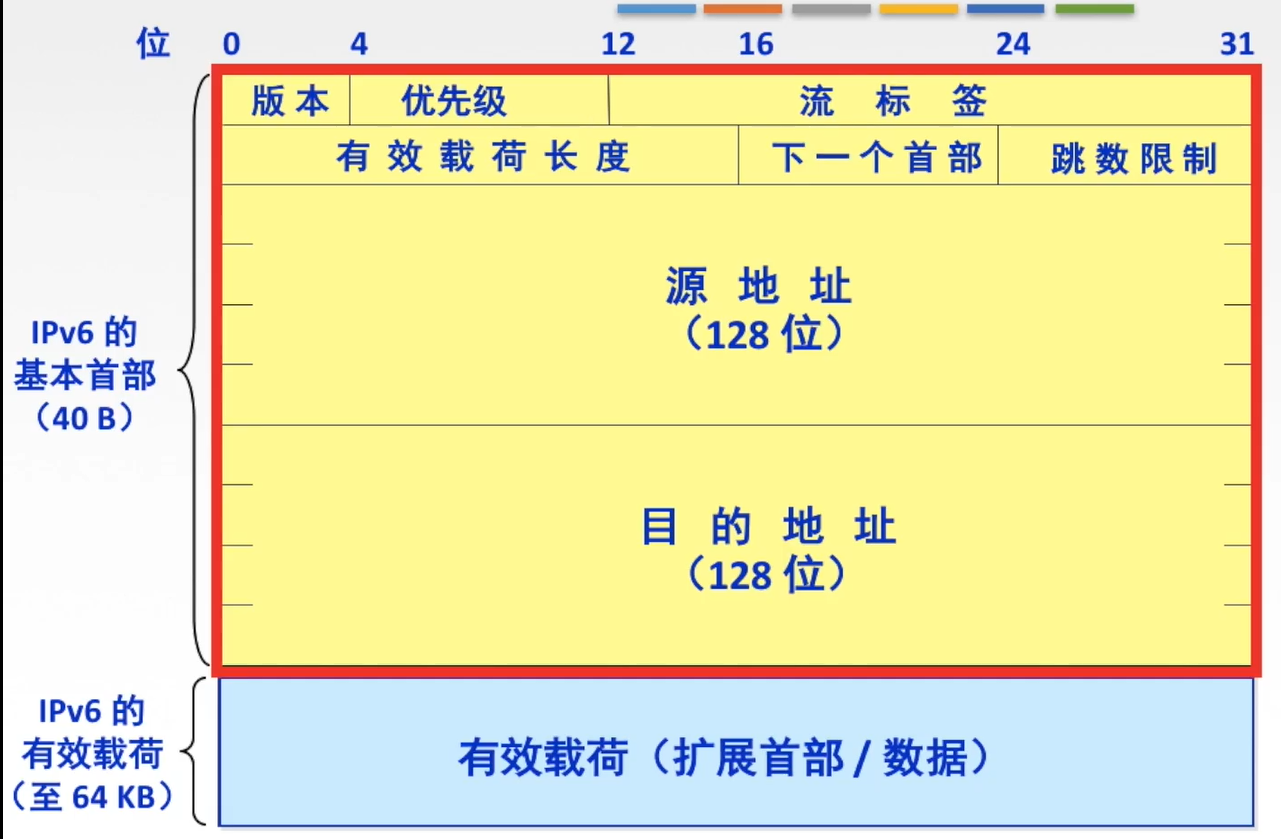 位 0 4 12 16 24 31
版本 优先级 流标签
有效载荷长度 下一个首部 跳数限制
源地址
（128 位）
IPv6 的
基本首部
（40 B）
目的地址
（128 位）
IPv6 的
有效载荷
（至 64 KB）
有效载荷（扩展首部 / 数据）